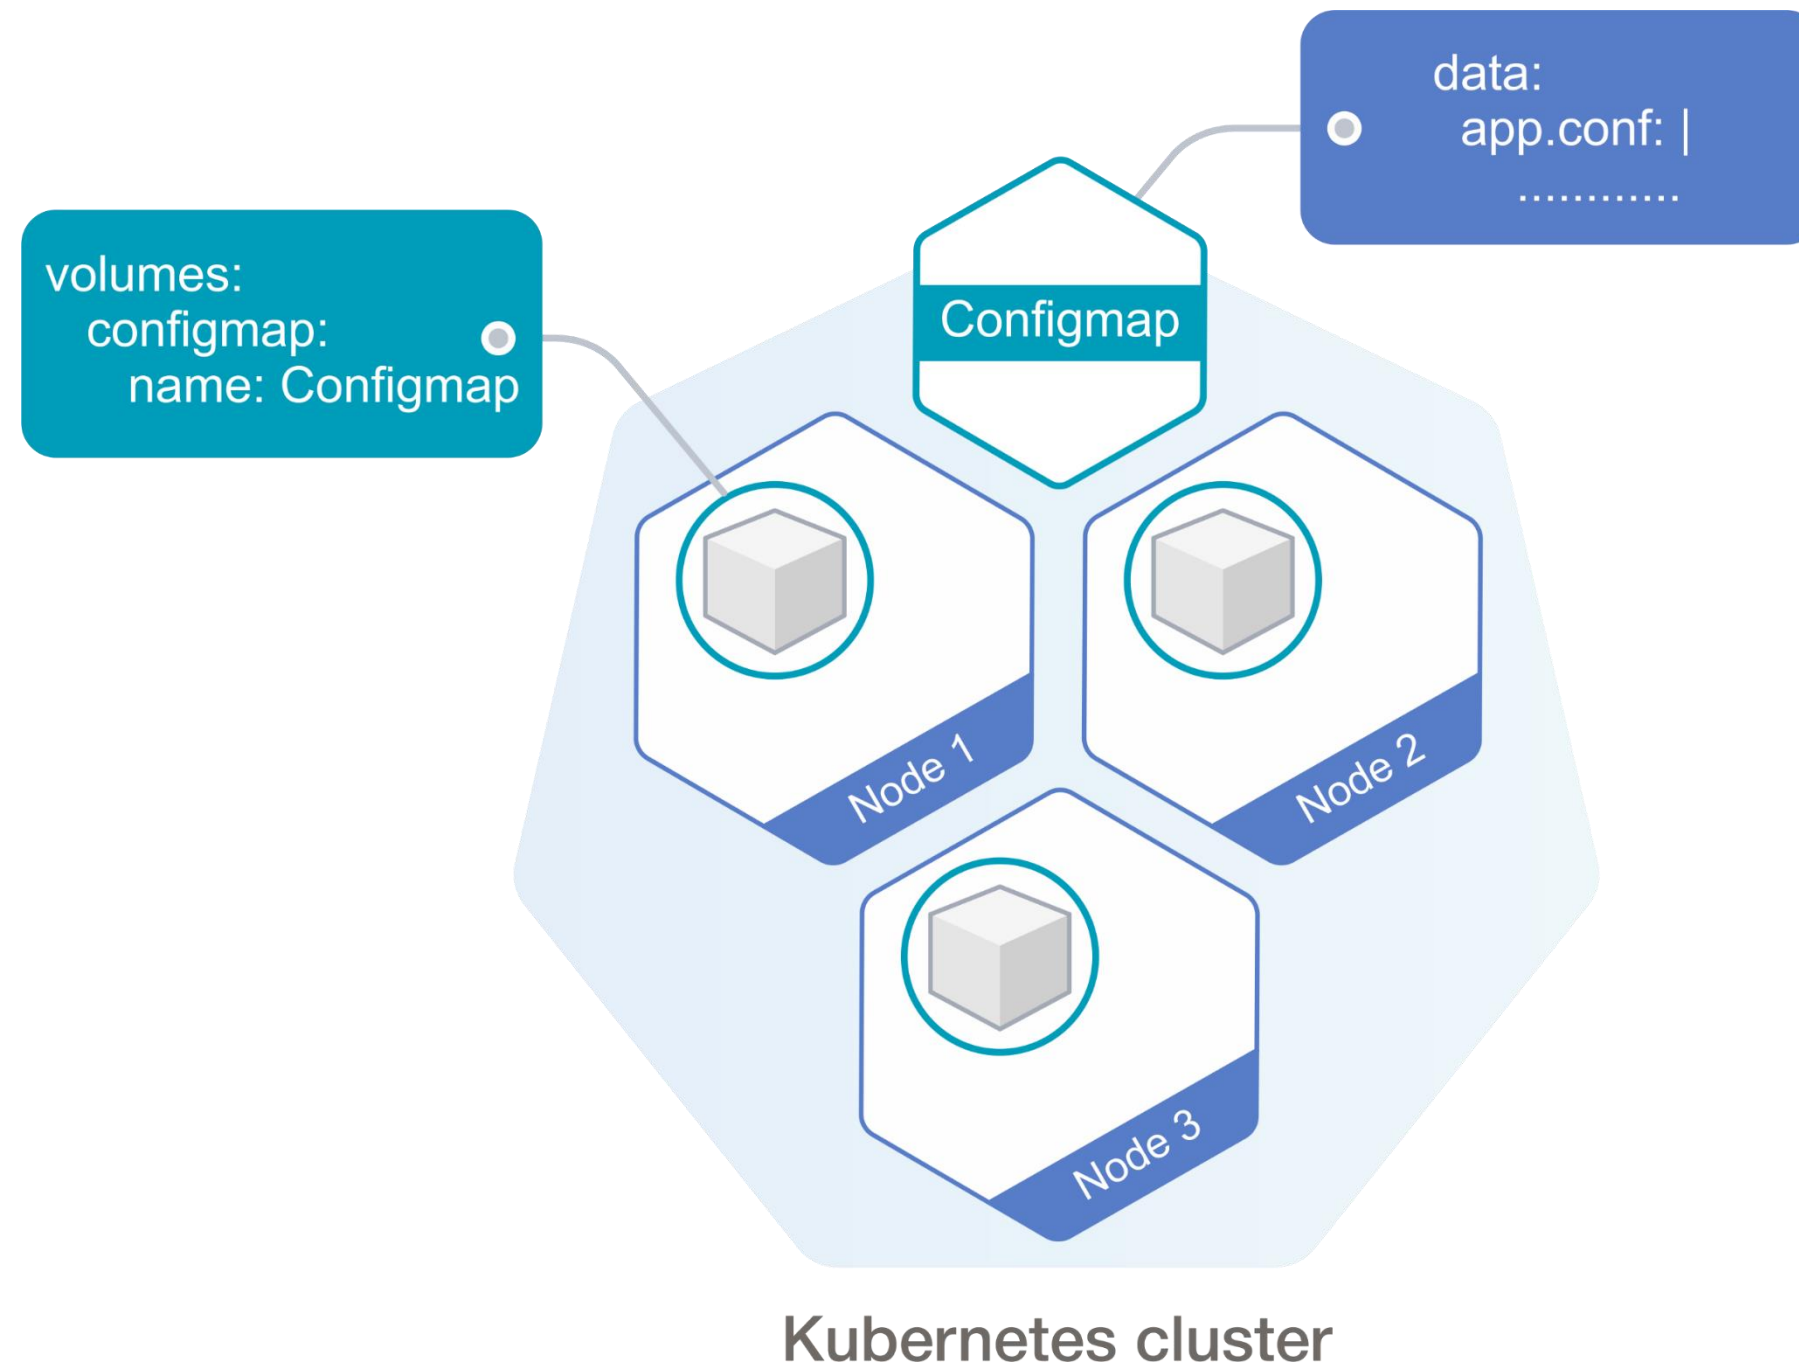 data:
app.conf: |
............
volumes:
configmap:
name: Configmap
Configmap
Node 1
Node 2
Node 3
Kubernetes cluster